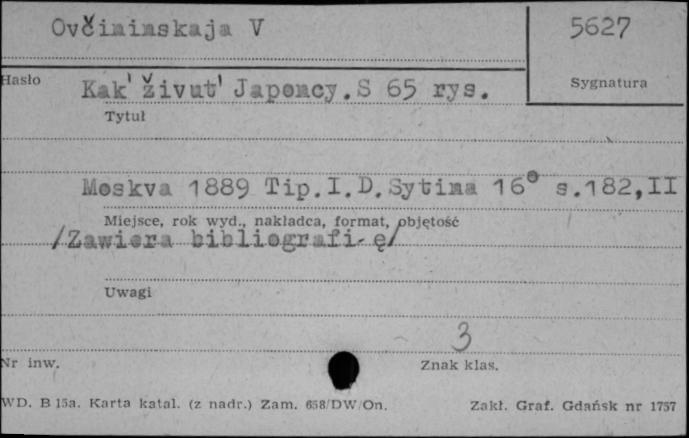 Ovčininskaja V 5627
Hasło Sygnatura
Kak' živut' Japoncy. S 65 rys.
Tytuł
Moskva 1889 Tip. I. D. Sytina 16° s. 182, II
Miejsce, rok wyd., nakładca, format, objętość
/Zawiera bibliografi ę/
Uwagi
3
Nr inw. Znak klas.
WD. B 15a. Karta katal. (z nadr.) Zam. 658/DW/On. Zakł. Graf. Gdańsk nr 1757